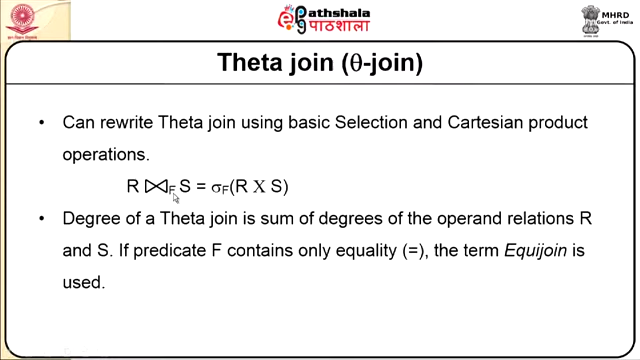 Pathshala
पाठशाला
MHRD
Govt. of India
Theta join (θ-join)
• Can rewrite Theta join using basic Selection and Cartesian product
operations.
R ⋈F S = σF(R X S)
• Degree of a Theta join is sum of degrees of the operand relations R
and S. If predicate F contains only equality (=), the term Equijoin is
used.